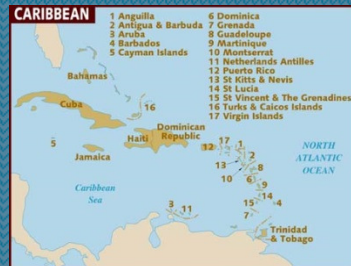 CARIBBEAN
1 Anguilla
2 Antigua & Barbuda
3 Aruba
4 Barbados
5 Cayman Islands
6 Dominica
7 Grenada
8 Guadeloupe
9 Martinique
10 Montserrat
11 Netherlands Antilles
12 Puerto Rico
13 St Kitts & Nevis
14 St Lucia
15 St Vincent & The Grenadines
16 Turks & Caicos Islands
17 Virgin Islands
Bahamas
Cuba
16
Dominican
Republic
Haiti
5
Jamaica
12
17
1
2
13
8
10
6
9
14
15
4
7
3
11
NORTH
ATLANTIC
OCEAN
Caribbean
Sea
Trinidad
& Tobago